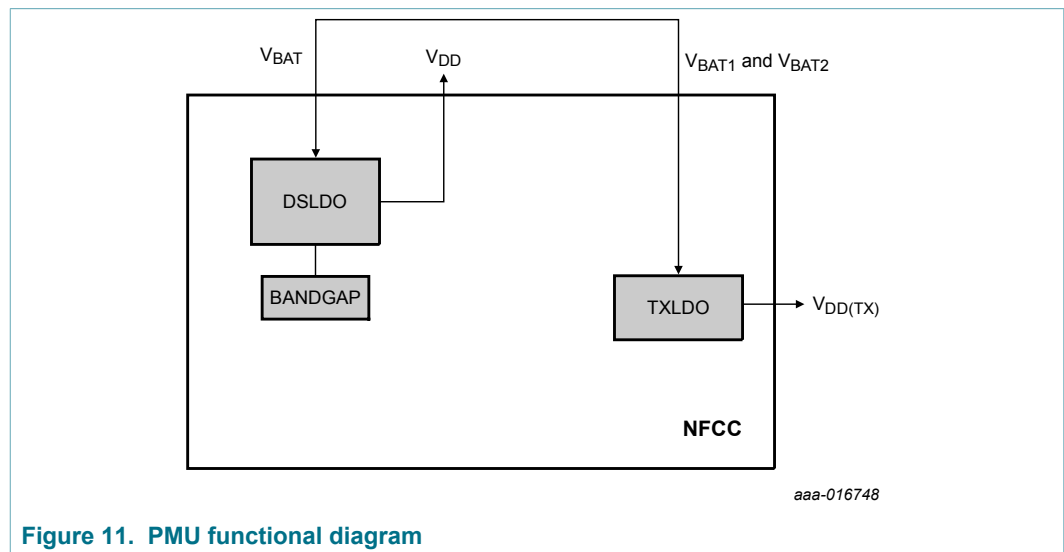 VBAT
VDD
VBAT1 and VBAT2
DSLDO
BANDGAP
TXLDO
VDD(TX)
NFCC
aaa-016748
Figure 11. PMU functional diagram